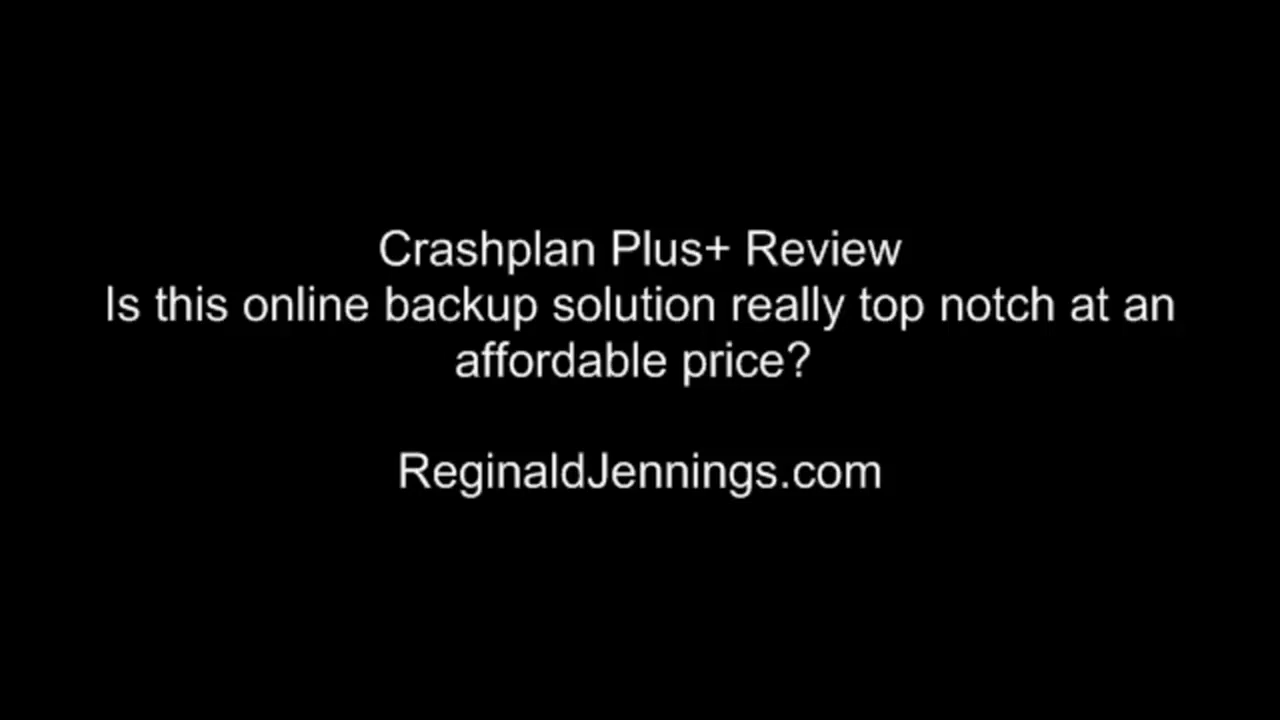 Crashplan Plus+ Review
Is this online backup solution really top notch at an
affordable price?
ReginaldJennings.com